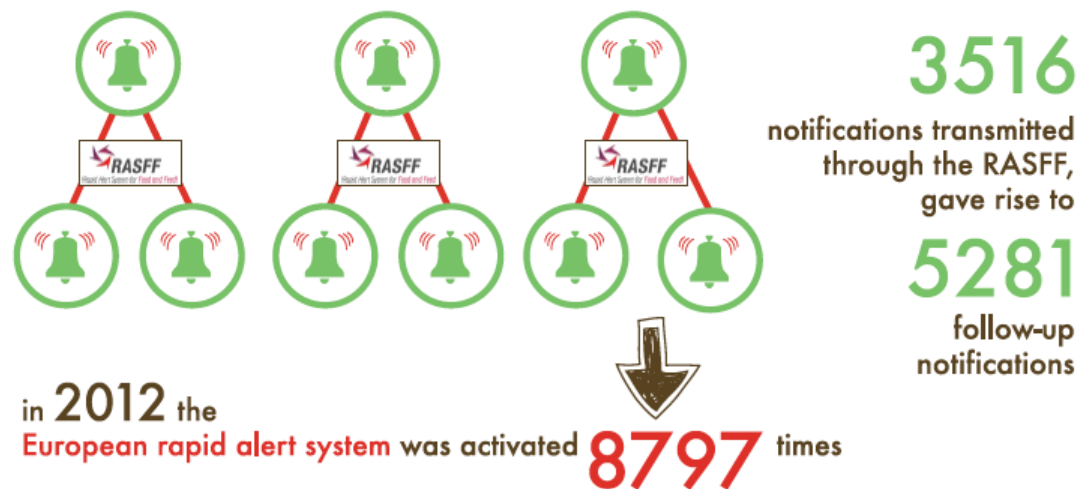 RASFF
Rapid Alert System for Food and Feed
RASFF
Rapid Alert System for Food and Feed
RASFF
Rapid Alert System for Food and Feed
3516
notifications transmitted
through the RASFF,
gave rise to
5281
follow-up
notifications
in 2012 the
European rapid alert system was activated 8797 times